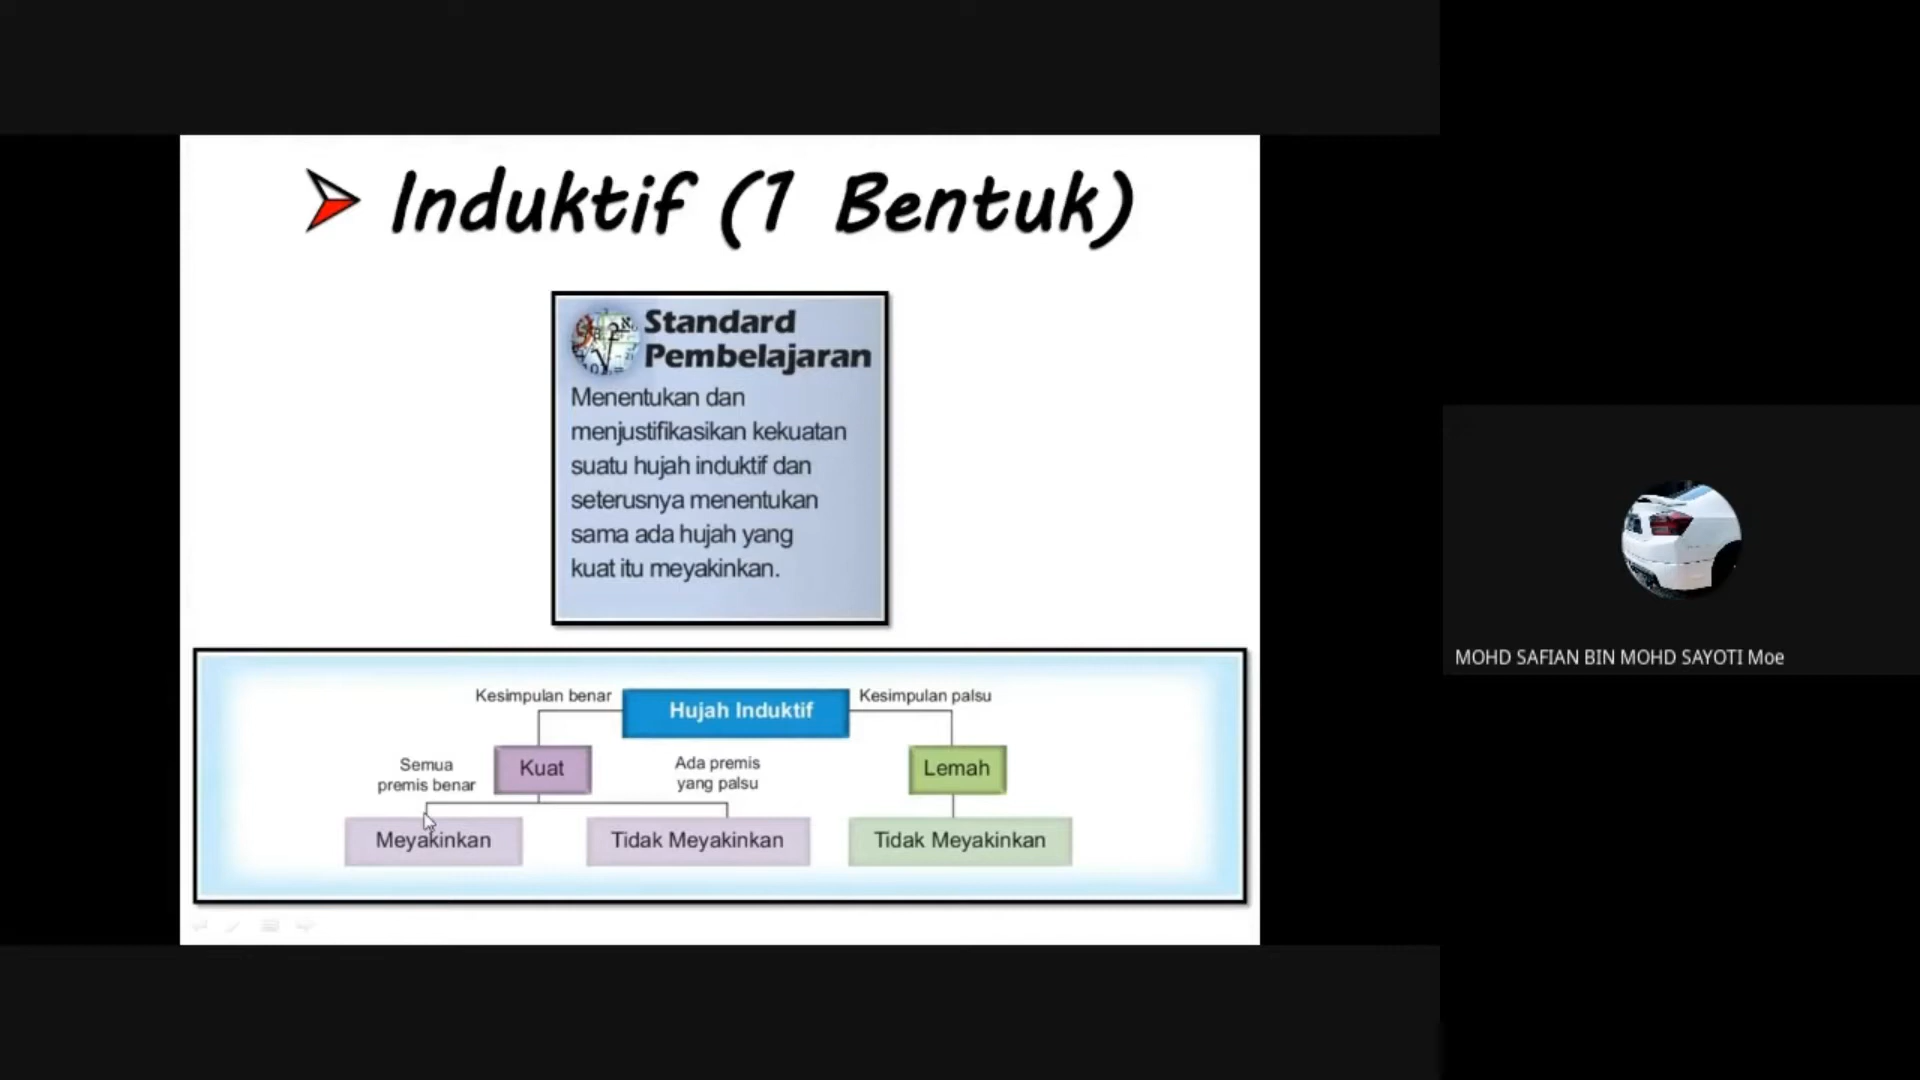 Induktif (1 Bentuk)
Standard
Pembelajaran
Menentukan dan
menjustifikasikan kekuatan
suatu hujah induktif dan
seterusnya menentukan
sama ada hujah yang
kuat itu meyakinkan.
Kesimpulan benar
Hujah Induktif
Kesimpulan palsu
Semua
premis benar
Kuat
Ada premis
yang palsu
Lemah
Meyakinkan
Tidak Meyakinkan
Tidak Meyakinkan
MOHD SAFIAN BIN MOHD SAYOTI Moe